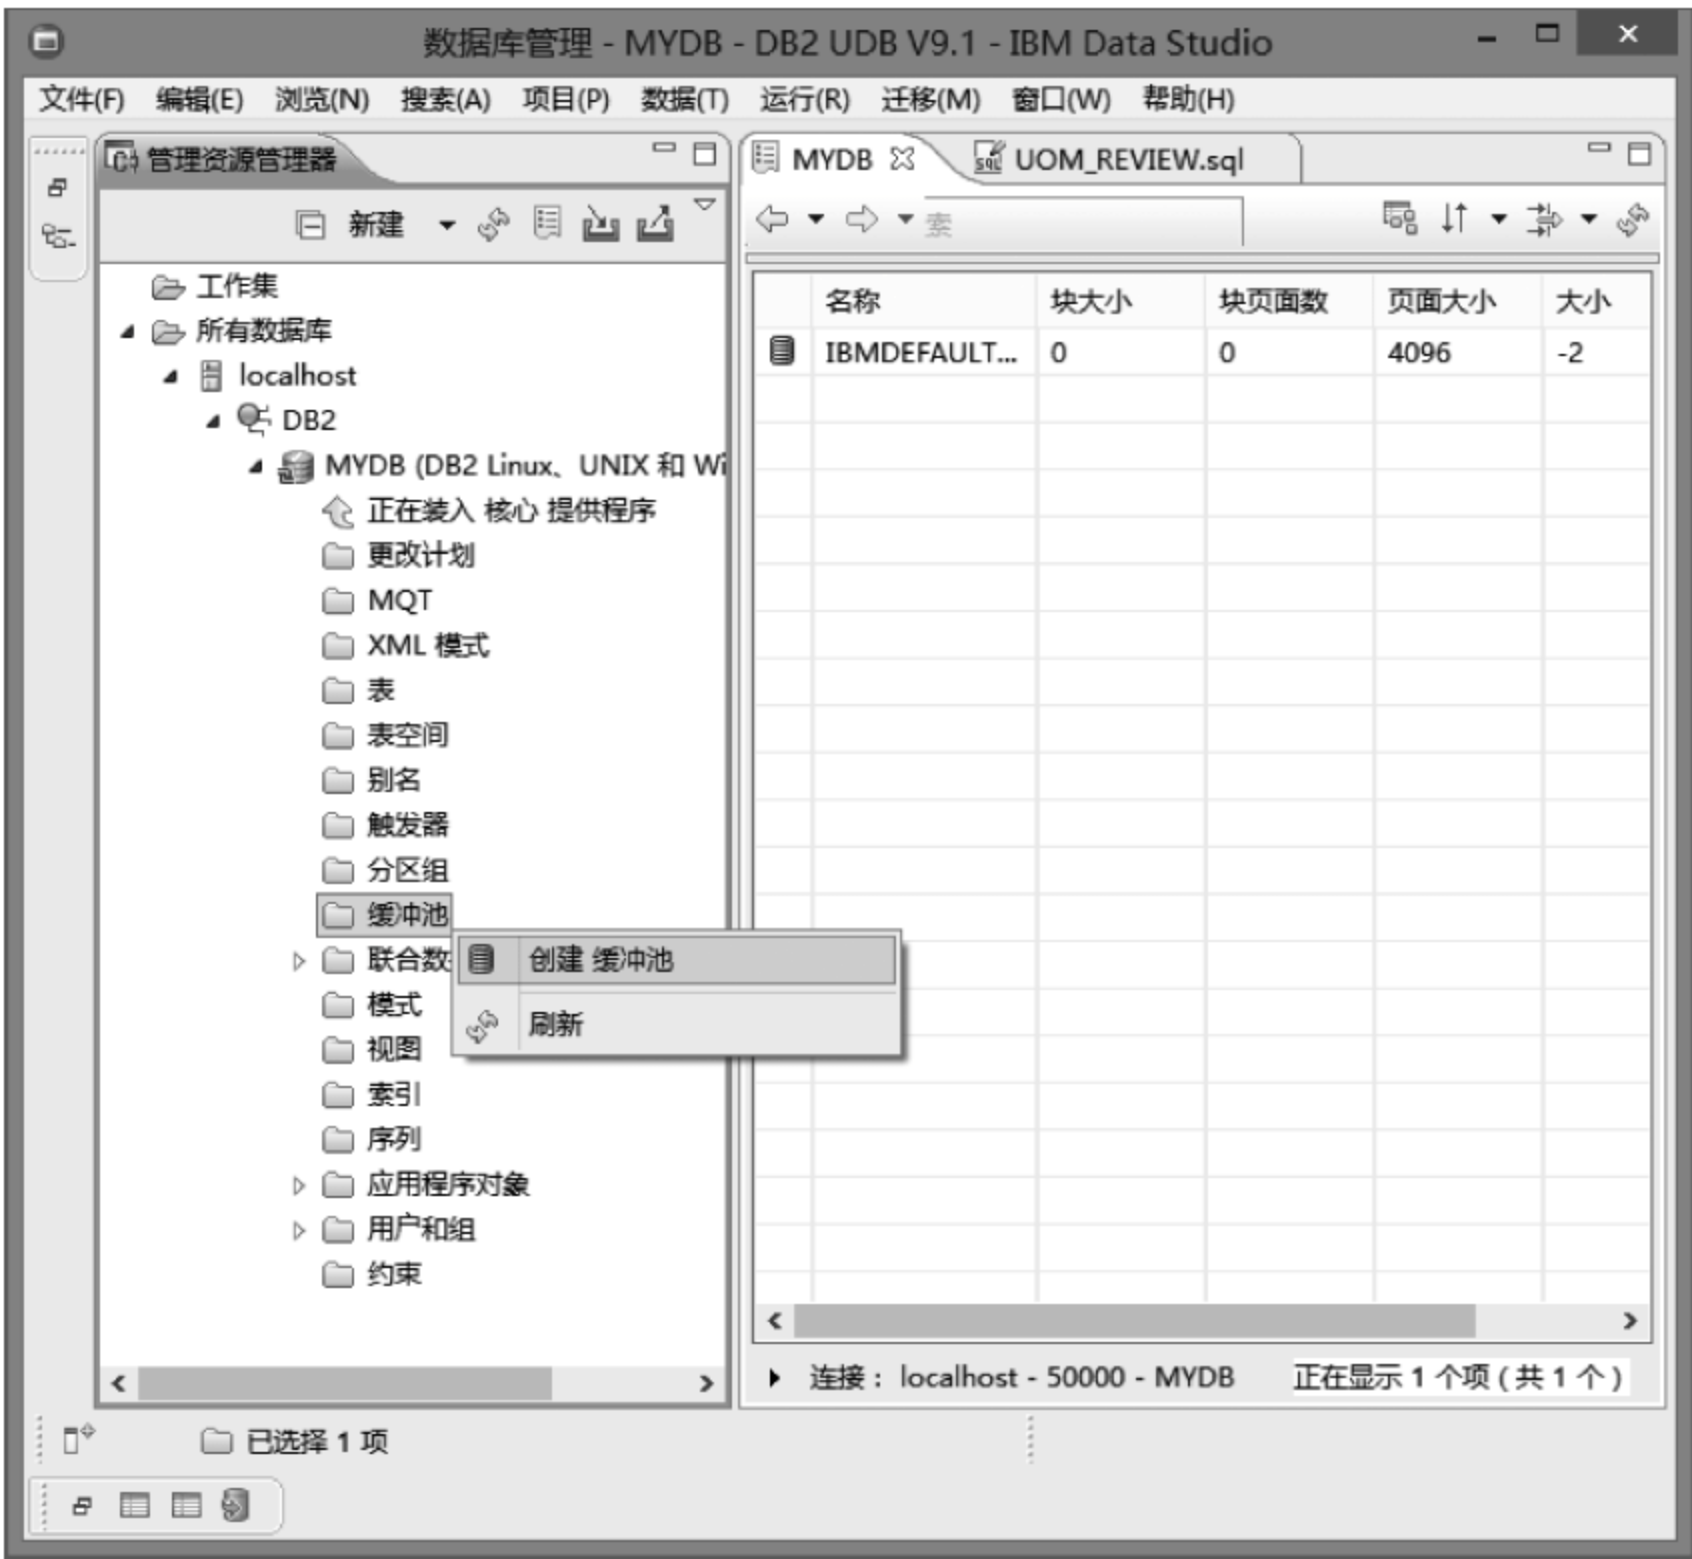 数据库管理 - MYDB - DB2 UDB V9.1 - IBM Data Studio
文件(F) 编辑(E) 浏览(N) 搜索(A) 项目(P) 数据(T) 运行(R) 迁移(M) 窗口(W) 帮助(H)
管理资源管理器
新建
工作集
所有数据库
localhost
DB2
MYDB (DB2 Linux、UNIX 和 Wi
正在装入 核心 提供程序
更改计划
MQT
XML 模式
表
表空间
别名
触发器
分区组
缓冲池
联合数
模式
视图
索引
序列
应用程序对象
用户和组
约束
创建 缓冲池
刷新
MYDB UOM_REVIEW.sql
索
名称 块大小 块页面数 页面大小 大小
IBMDEFAULT... 0 0 4096 -2
连接： localhost - 50000 - MYDB 正在显示 1 个项 ( 共 1 个 )
已选择 1 项